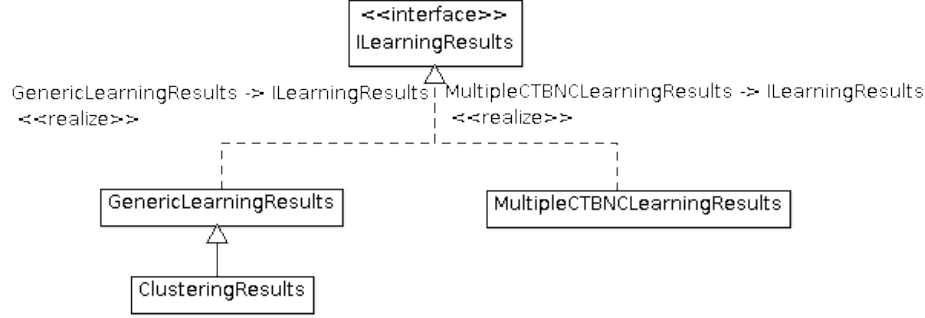 <<interface>>
ILearningResults
GenericLearningResults -> ILearningResults
<<realize>>
MultipleCTBNCLearningResults -> ILearningResults
<<realize>>
GenericLearningResults
MultipleCTBNCLearningResults
ClusteringResults